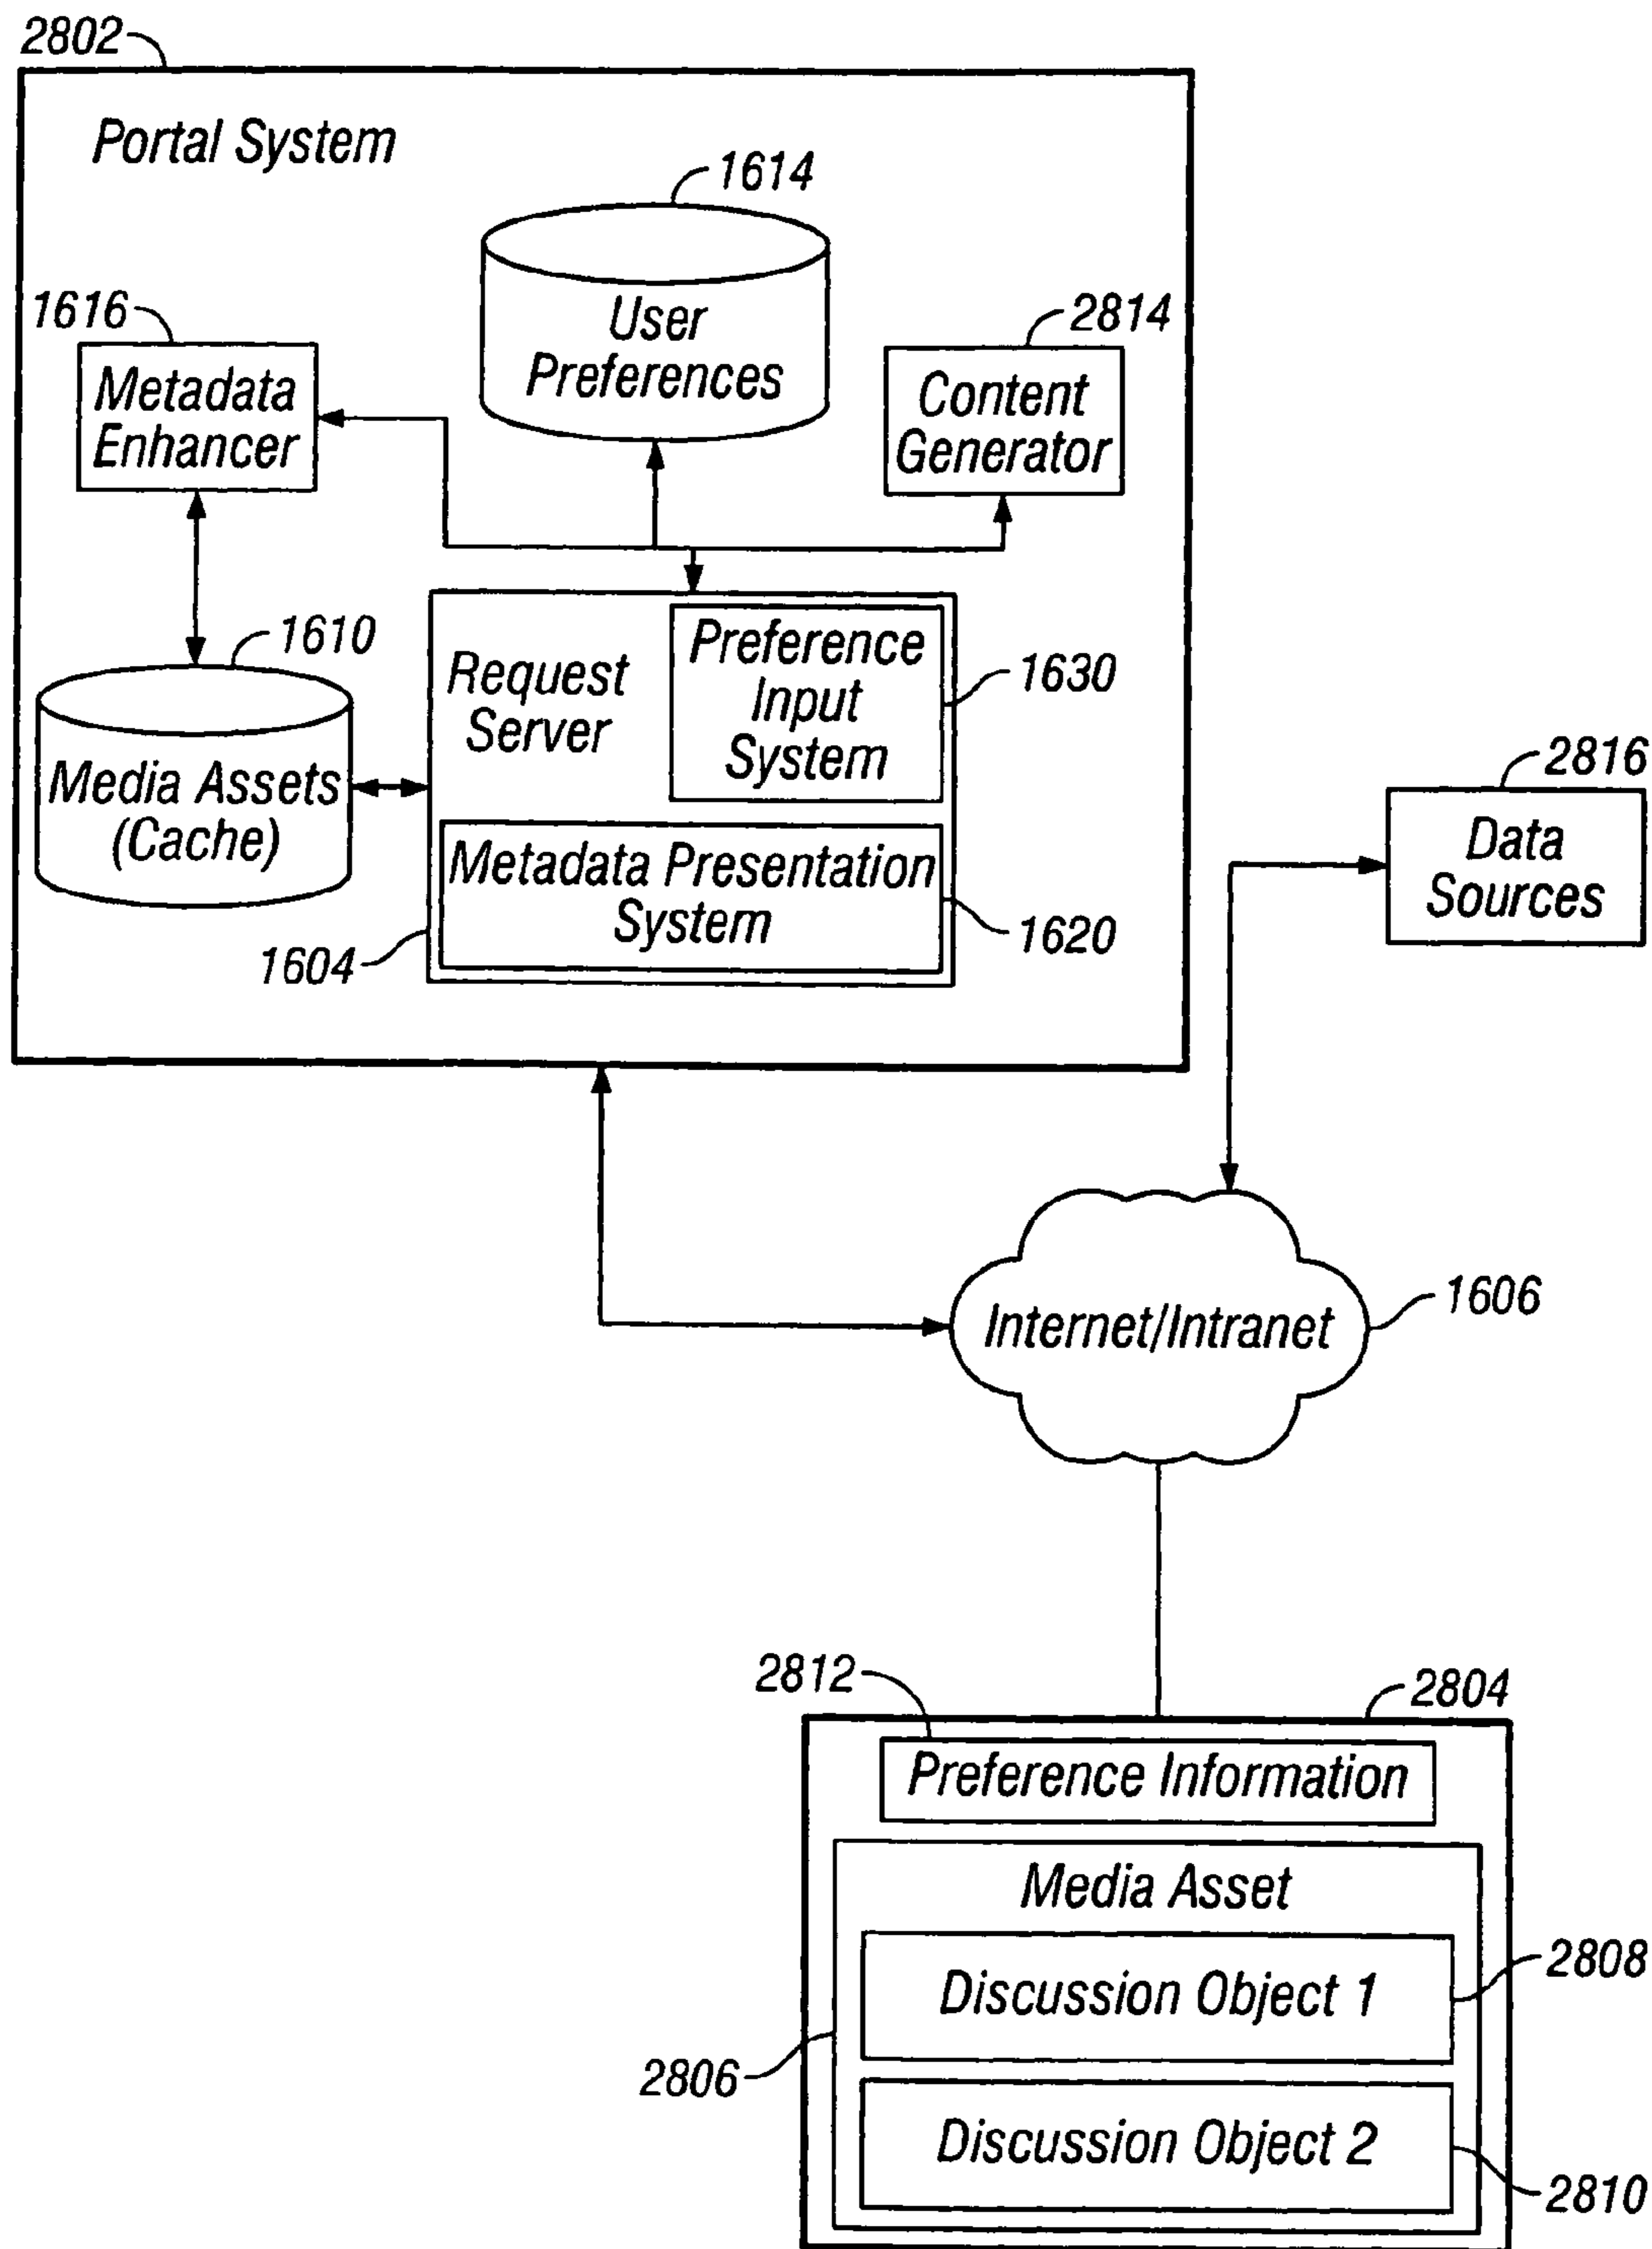 2802
Portal System
1614
User
Preferences
1616
Metadata
Enhancer
2814
Content
Generator
1610
Media Assets
(Cache)
Request
Server
Preference
Input
System
1630
Metadata Presentation
System
1620
1604
2816
Data
Sources
Internet/Intranet
1606
2812
2804
Preference Information
Media Asset
Discussion Object 1
2808
2806
Discussion Object 2
2810